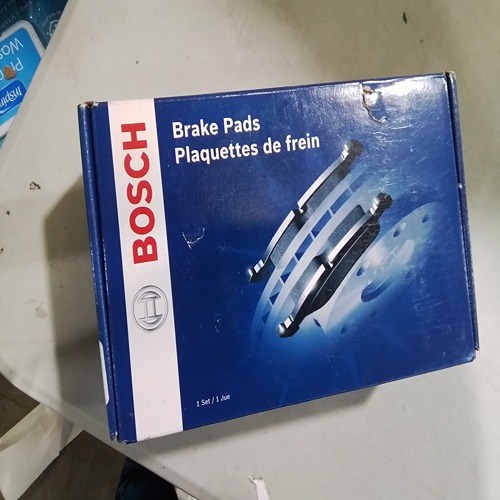 BOSCH
Brake Pads
Plaquettes de frein
1 Set / 1 Jue